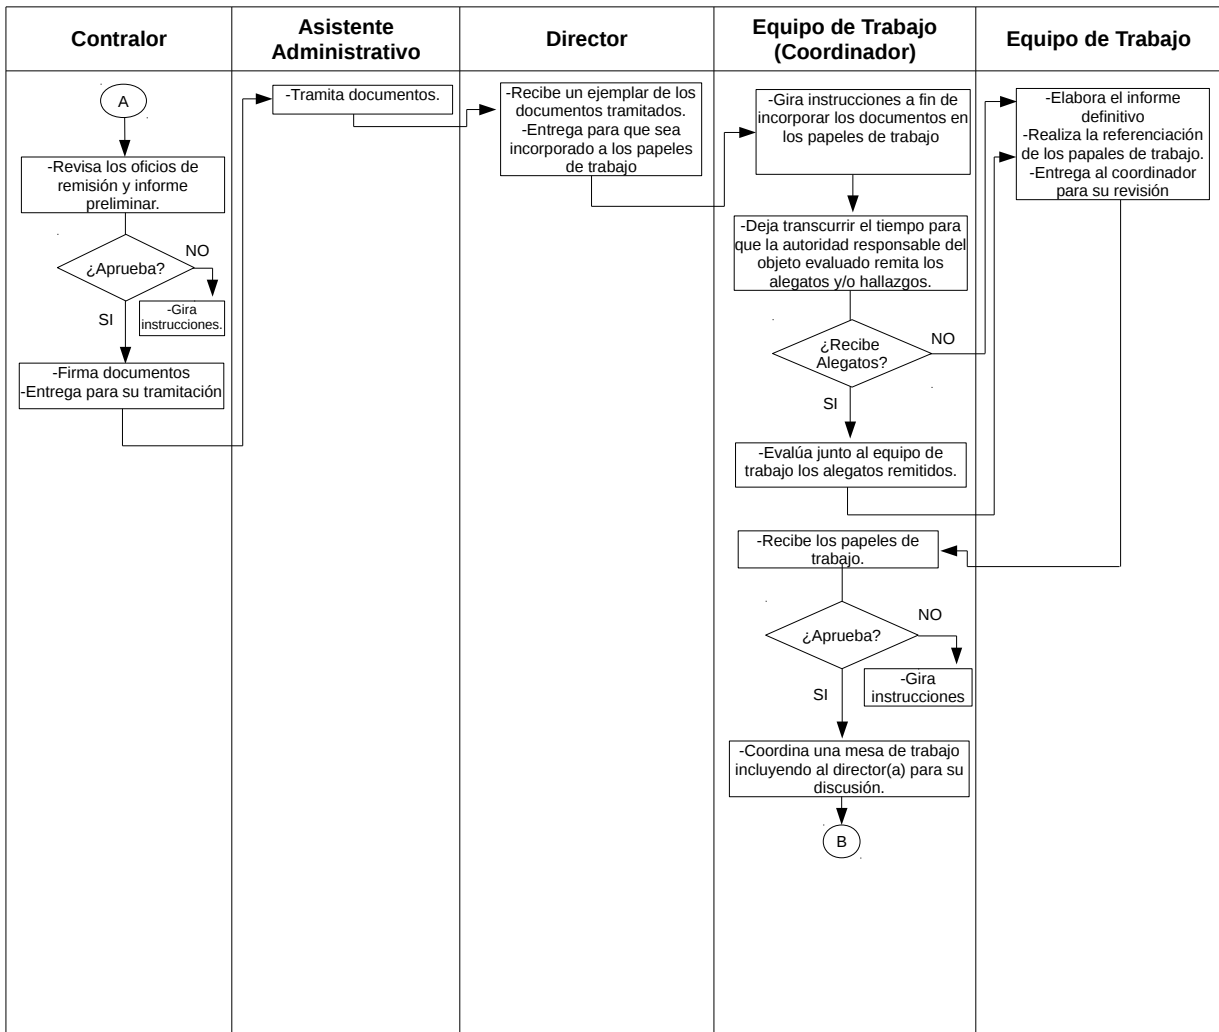 Contralor
Asistente
Administrativo
Director
Equipo de Trabajo
(Coordinador)
Equipo de Trabajo
A
-Revisa los oficios de
remisión y informe
preliminar.
¿Aprueba?
NO
-Gira
instrucciones.
SI
-Firma documentos
-Entrega para su tramitación
-Tramita documentos.
-Recibe un ejemplar de los
documentos tramitados.
-Entrega para que sea
incorporado a los papeles
de trabajo
-Gira instrucciones a fin de
incorporar los documentos en
los papeles de trabajo
-Deja transcurrir el tiempo para
que la autoridad responsable del
objeto evaluado remita los
alegatos y/o hallazgos.
¿Recibe
Alegatos?
NO
SI
-Evalúa junto al equipo de
trabajo los alegatos remitidos.
-Elabora el informe
definitivo
-Realiza la referenciación
de los papales de trabajo.
-Entrega al coordinador
para su revisión
-Recibe los papeles de
trabajo.
¿Aprueba?
NO
-Gira
instrucciones
SI
-Coordina una mesa de trabajo
incluyendo al director(a) para su
discusión.
B